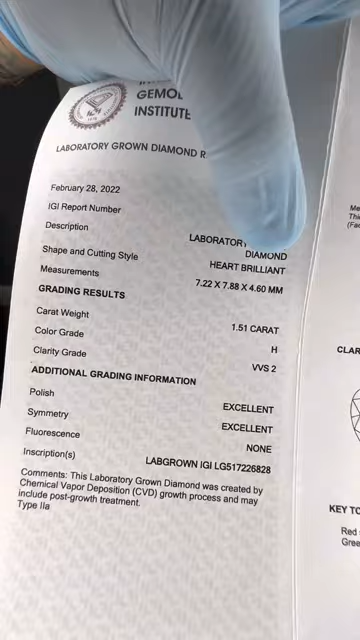 GEMOL
INSTITUTE
LABORATORY GROWN DIAMOND R
February 28, 2022
IGI Report Number
Description LABORATORY
DIAMOND
Shape and Cutting Style HEART BRILLIANT
Measurements 7.22 X 7.88 X 4.60 MM
GRADING RESULTS
Carat Weight 1.51 CARAT
Color Grade H
Clarity Grade VVS 2
ADDITIONAL GRADING INFORMATION
Polish EXCELLENT
Symmetry EXCELLENT
Fluorescence NONE
Inscription(s) LABGROWN IGI LG517226828
Comments: This Laboratory Grown Diamond was created by
Chemical Vapor Deposition (CVD) growth process and may
include post-growth treatment.
Type IIa
Me
Thi
(Fac
CLAR
KEY TO
Red
Gree